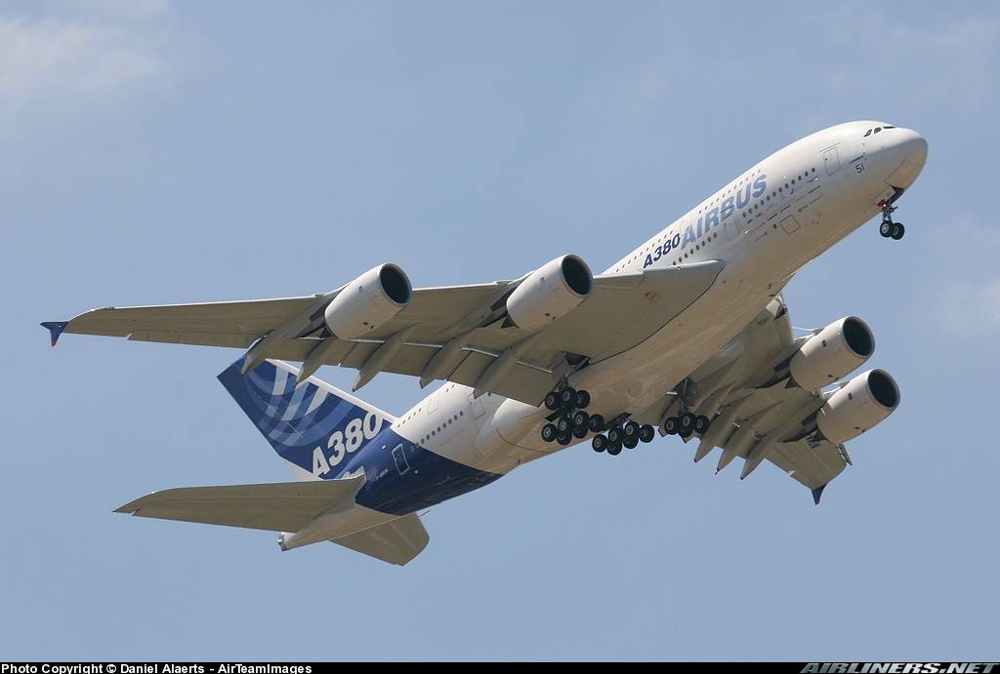 51
A380 AIRBUS
A380
Photo Copyright © Daniel Alaerts - AirTeamImages
AIRLINERS.NET